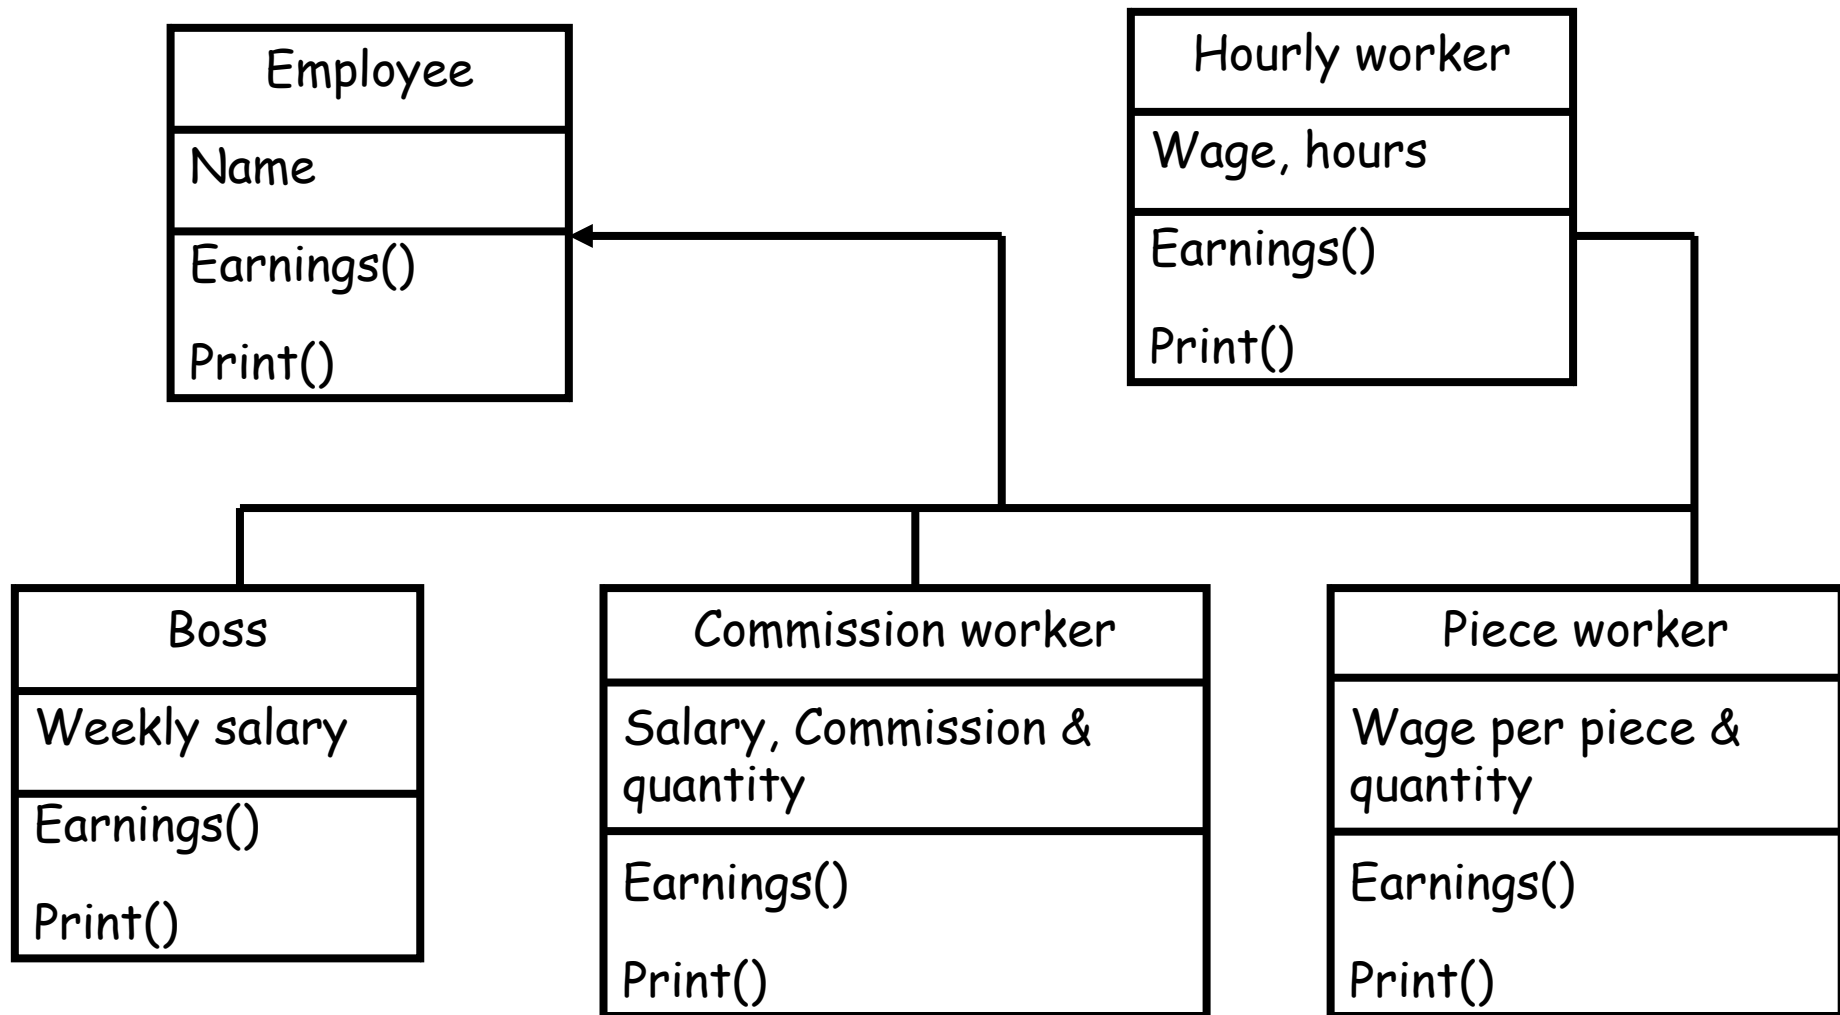 Employee
Name
Earnings()
Print()
Hourly worker
Wage, hours
Earnings()
Print()
Boss
Weekly salary
Earnings()
Print()
Commission worker
Salary, Commission &
quantity
Earnings()
Print()
Piece worker
Wage per piece &
quantity
Earnings()
Print()